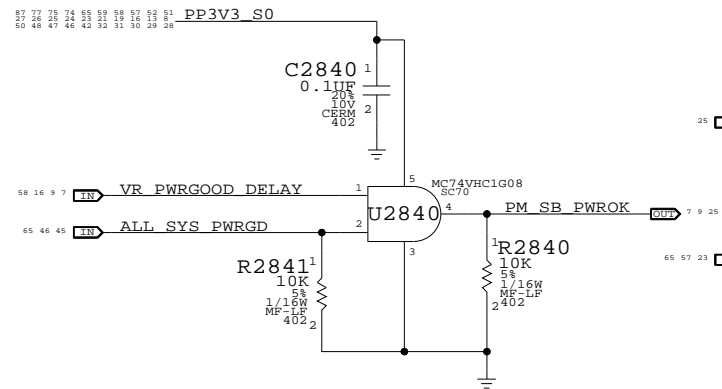 87 77 75 74 65 59 58 57 52 51
27 26 25 24 23 21 19 16 13 8
50 48 47 46 42 32 31 30 29 28
PP3V3_S0
C2840
1
0.1UF
20%
10V
CERM
402
2
25
5
MC74VHC1G08
SC70
58 16 9 7 IN VR_PWRGOOD_DELAY 1
U2840
4 PM_SB_PWROK OUT 7 9 25
65 46 45 IN ALL_SYS_PWRGD 2
3
R2841
1
10K
5%
1/16W
MF-LF
402
2
1
R2840
10K
5%
1/16W
MF-LF
402
2
65 57 23